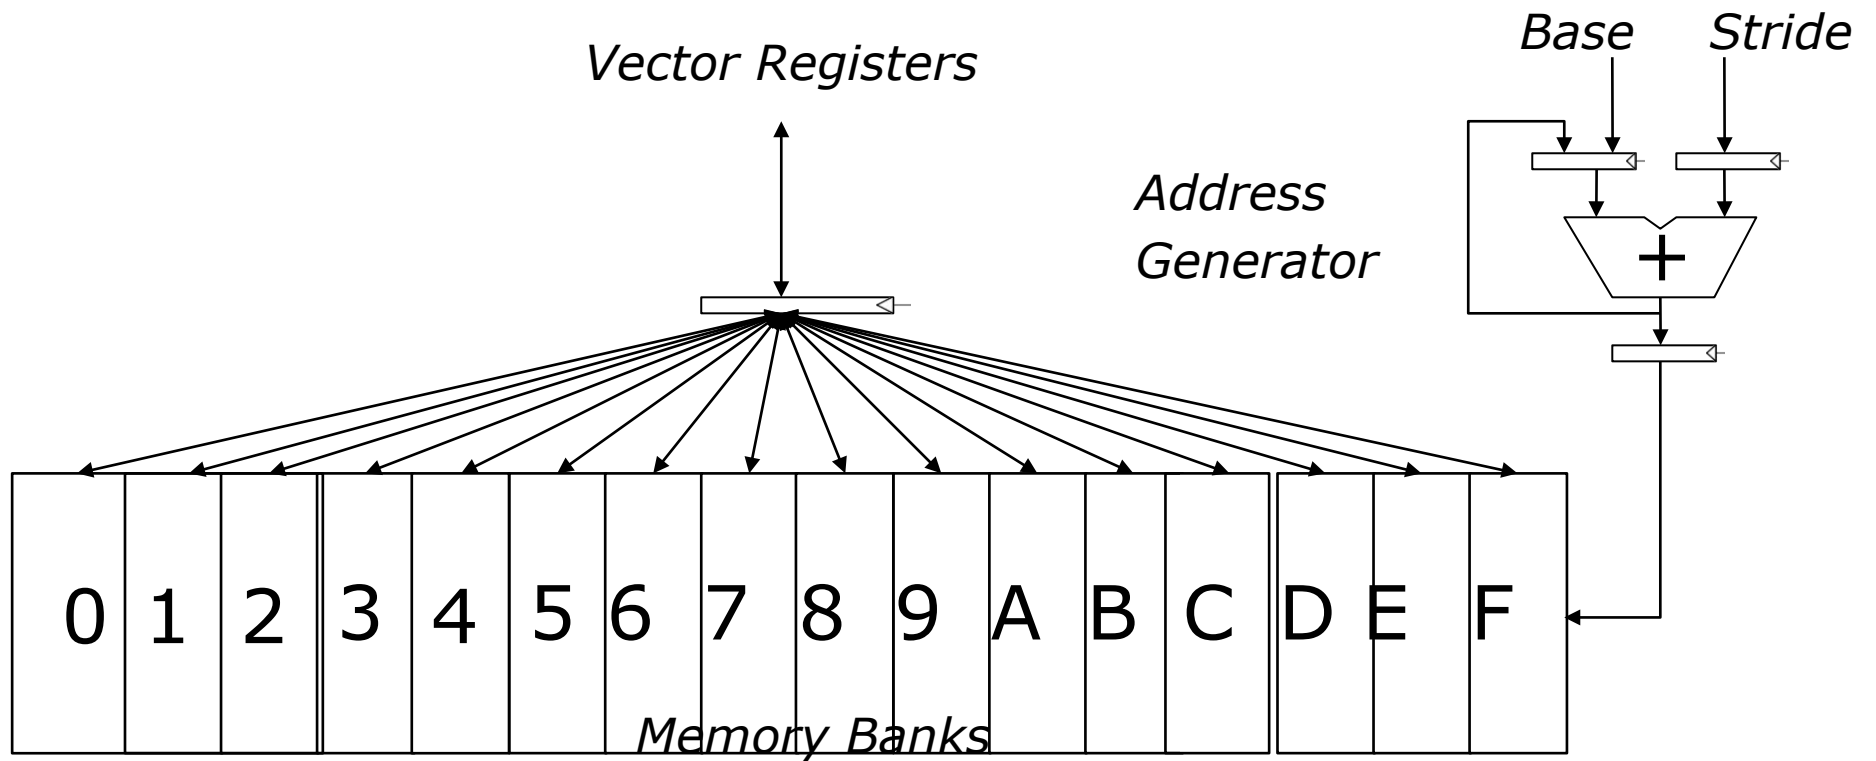 Base Stride
Vector Registers
Address
Generator
+
0 1 2 3 4 5 6 7 8 9 A B C D E F
Memory Banks